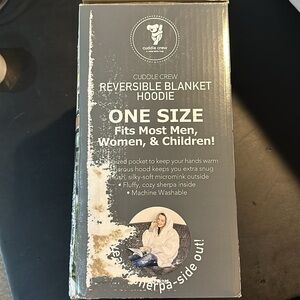 cuddle crew
CUDDLE CREW
REVERSIBLE BLANKET
HOODIE
ONE SIZE
Fits Most Men,
Women, & Children!
pocket to keep your hands warm
hood keeps you extra snug
silky-soft micromink outside
• Fluffy, cozy sherpa inside
• Machine Washable
sherpa-side out!